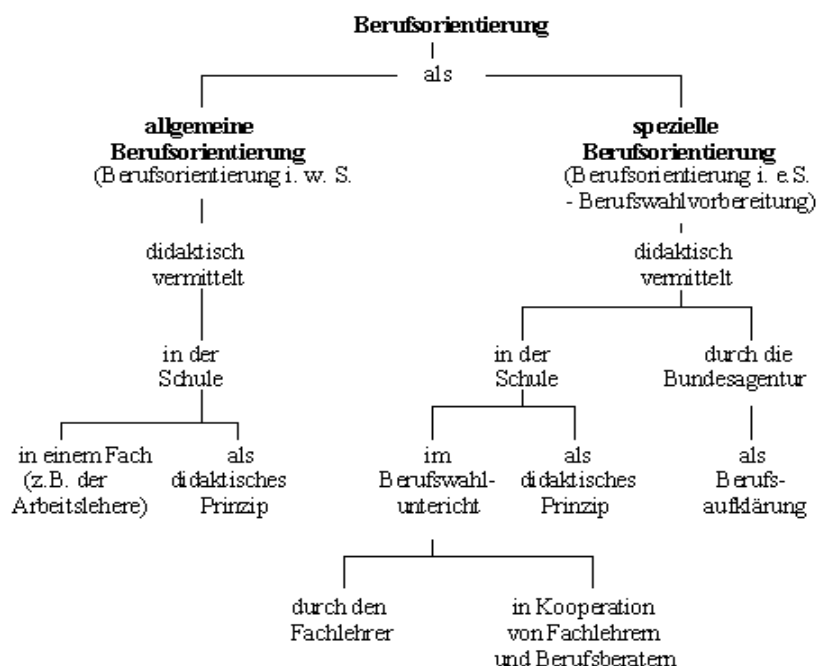 Berufsorientierung
als
allgemeine
Berufsorientierung
(Berufsorientierung i. w. S.
spezielle
Berufsorientierung
(Berufsorientierung i. e.S.
- Berufswahlvorbereitung)
didaktisch
vermittelt
didaktisch
vermittelt
in der
Schule
in der
Schule
durch die
Bundesagentur
in einem Fach
(z.B. der
Arbeitslehere)
als
didaktisches
Prinzip
im
Berufswahl-
unterricht
als
didaktisches
Prinzip
als
Berufs-
aufklärung
durch den
Fachlehrer
in Kooperation
von Fachlehrern
und Berufsberatern